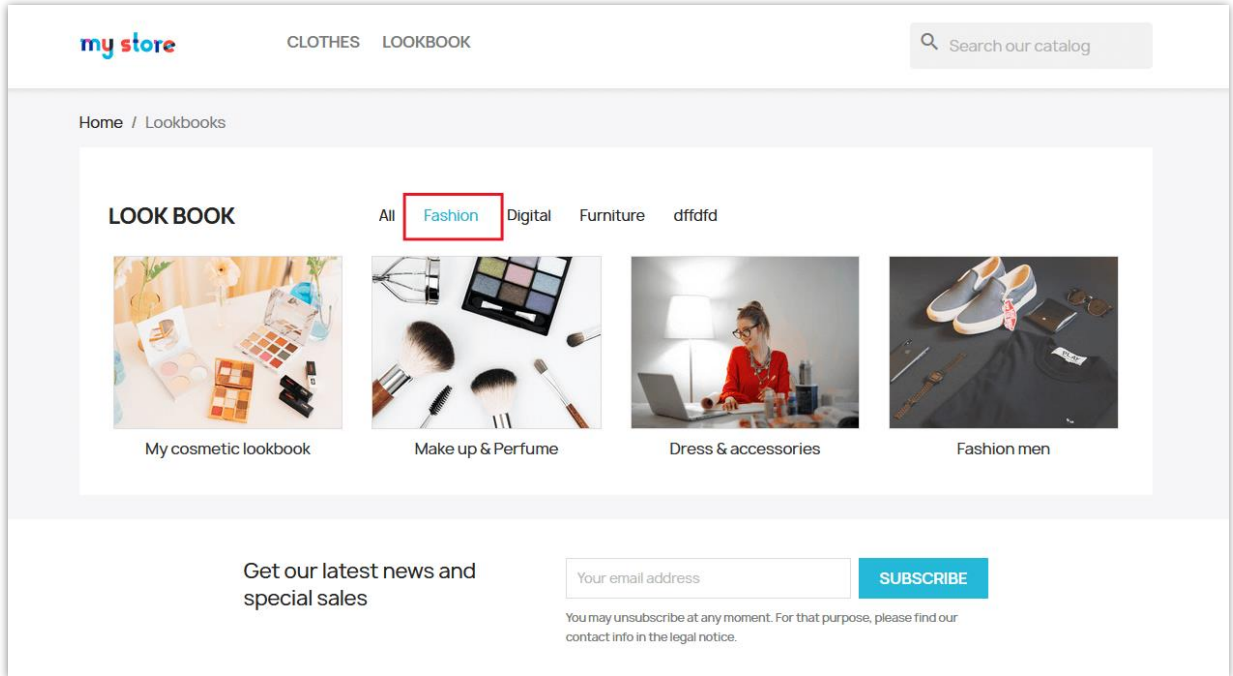 my store
CLOTHES LOOKBOOK
Search our catalog
Home / Lookbooks
LOOK BOOK
All Fashion Digital Furniture dffdfd
My cosmetic lookbook
Make up & Perfume
Dress & accessories
Fashion men
Get our latest news and
special sales
Your email address
SUBSCRIBE
You may unsubscribe at any moment. For that purpose, please find our
contact info in the legal notice.